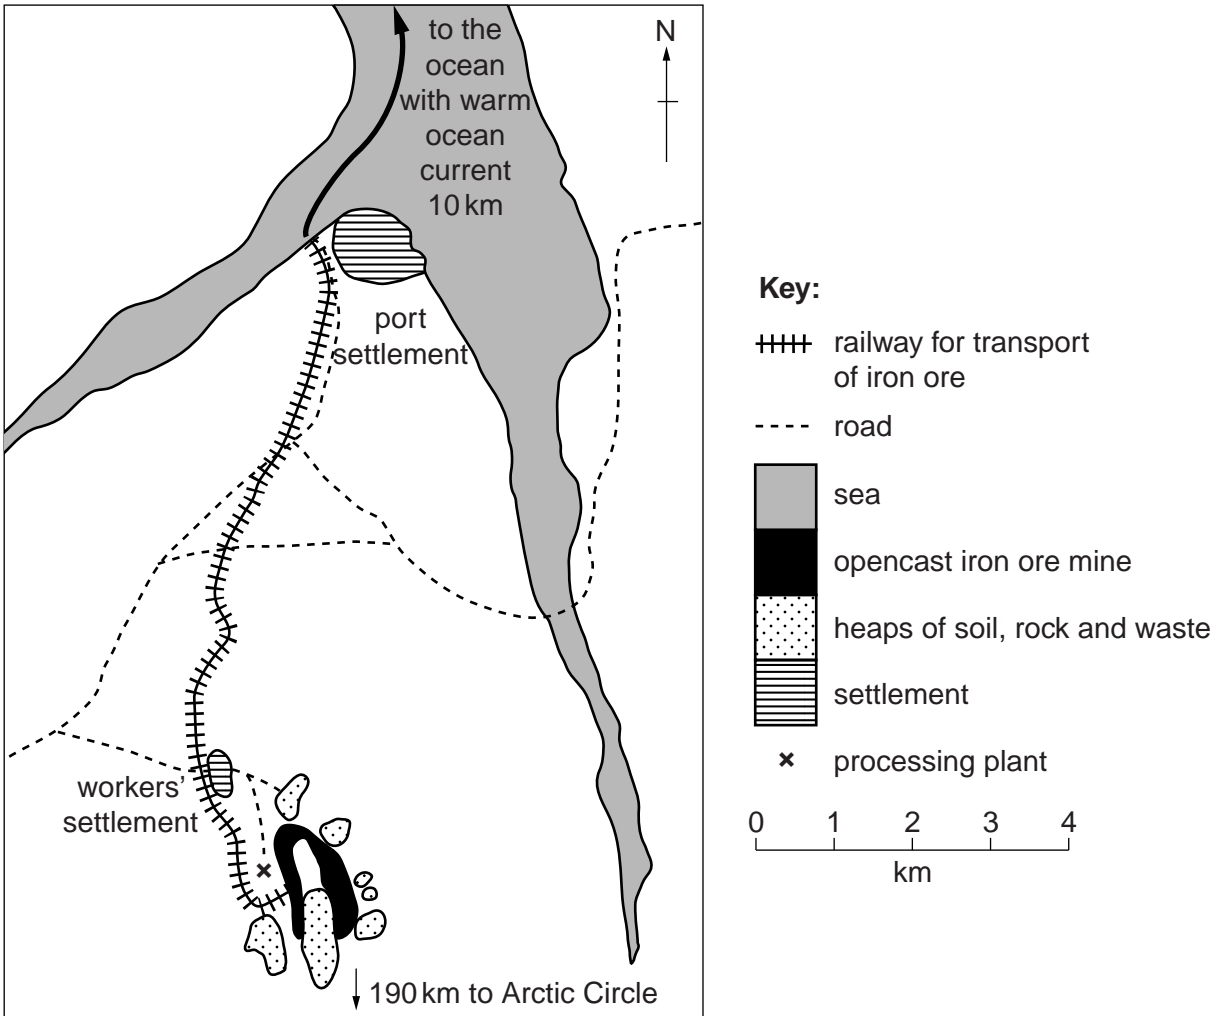 to the
ocean
with warm
ocean
current
10 km
N
port
settlement
workers’
settlement
190 km to Arctic Circle
Key:
railway for transport
of iron ore
road
sea
opencast iron ore mine
heaps of soil, rock and waste
settlement
processing plant
0 1 2 3 4
km